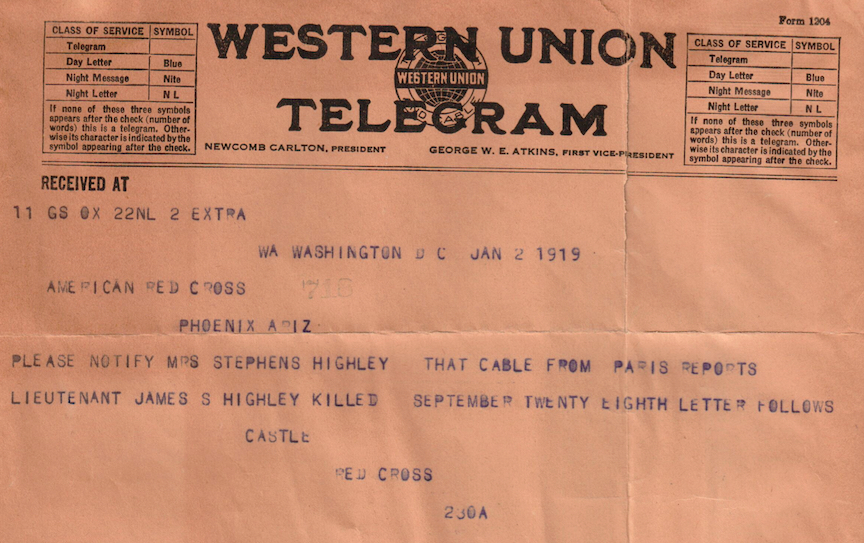 Form 1204
CLASS OF SERVICE SYMBOL
Telegram
Day Letter Blue
Night Message Nite
Night Letter N L
If none of these three symbols
appears after the check (number of
words) this is a telegram. Other-
wise its character is indicated by the
symbol appearing after the check.
WESTERN UNION
WESTERN UNION
TELEGRAM
NEWCOMB CARLTON, PRESIDENT GEORGE W. E. ATKINS, FIRST VICE-PRESIDENT
CLASS OF SERVICE SYMBOL
Telegram
Day Letter Blue
Night Message Nite
Night Letter N L
If none of these three symbols
appears after the check (number of
words) this is a telegram. Other-
wise its character is indicated by the
symbol appearing after the check.
RECEIVED AT
11 GS OX 22NL 2 EXTRA
WA WASHINGTON D C JAN 2 1919
AMERICAN RED CROSS
PHOENIX ARIZ
PLEASE NOTIFY MRS STEPHENS HIGHLEY THAT CABLE FROM PARIS REPORTS
LIEUTENANT JAMES S HIGHLEY KILLED SEPTEMBER TWENTY EIGHTH LETTER FOLLOWS
CASTLE
RED CROSS
230A